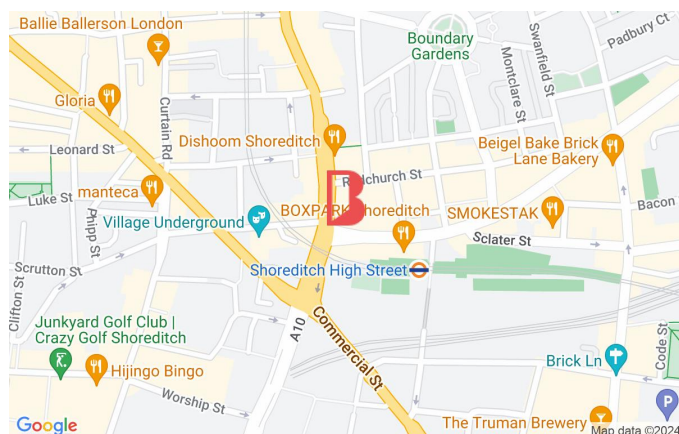 Ballie Ballerson London
Boundary
Gardens
Padbury Ct
Swanfield St
Montclare St
Gloria
Curtain Rd
Dishoom Shoreditch
Leonard St
Beigel Bake Brick
Lane Bakery
Redchurch St
manteca
Luke St
B
Bacon
Phipp St
Village Underground
BOXPARK Shoreditch
SMOKESTAK
Sclater St
Scrutton St
Shoreditch High Street
Clifton St
Junkyard Golf Club |
Crazy Golf Shoreditch
A10
Commercial St
Code St
Hijingo Bingo
Brick Ln
Worship St
P
The Truman Brewery
Google
Map data ©2024